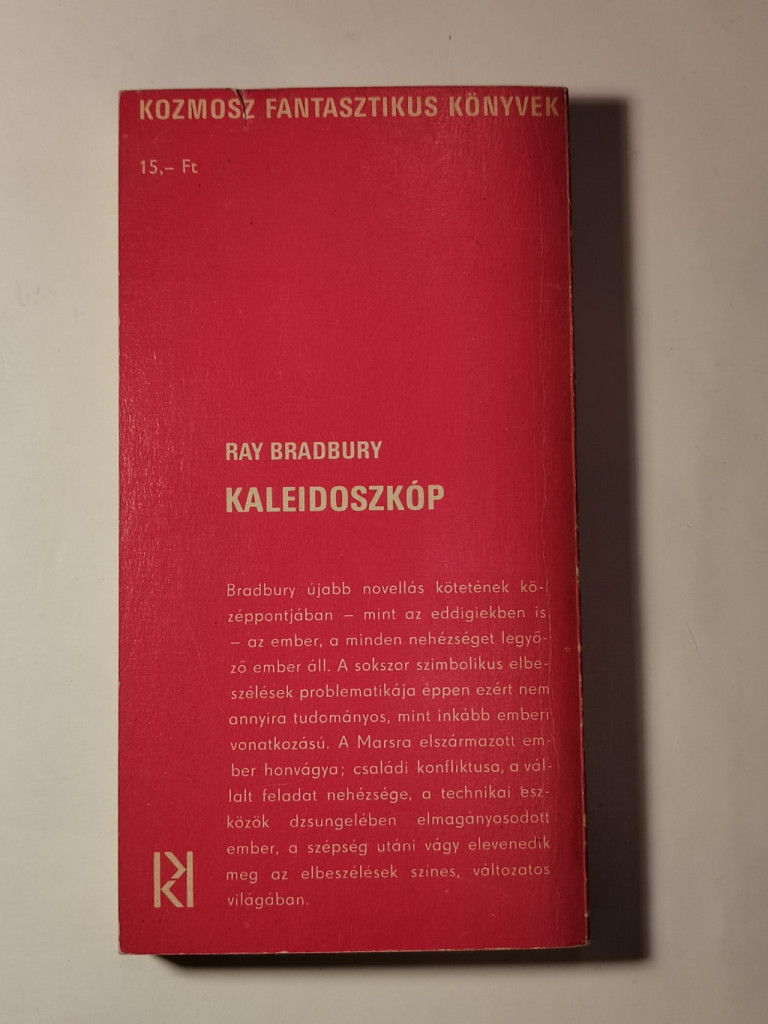 KOZMOSZ FANTASZTIKUS KÖNYVEK
15,– Ft
RAY BRADBURY
KALEIDOSZKÓP
Bradbury újabb novellás kötetének kö-
zéppontjában – mint az eddigiekben is
– az ember, a minden nehézséget legyő-
ző ember áll. A sokszor szimbolikus elbe-
szélések problematikája éppen ezért nem
annyira tudományos, mint inkább emberi
vonatkozású. A Marsra elszármazott em-
ber honvágya; családi konfliktusa, a vál-
lalt feladat nehézsége, a technikai esz-
közök dzsungelében elmagányosodott
ember, a szépség utáni vágy elevenedik
meg az elbeszélések színes, változatos
világában.